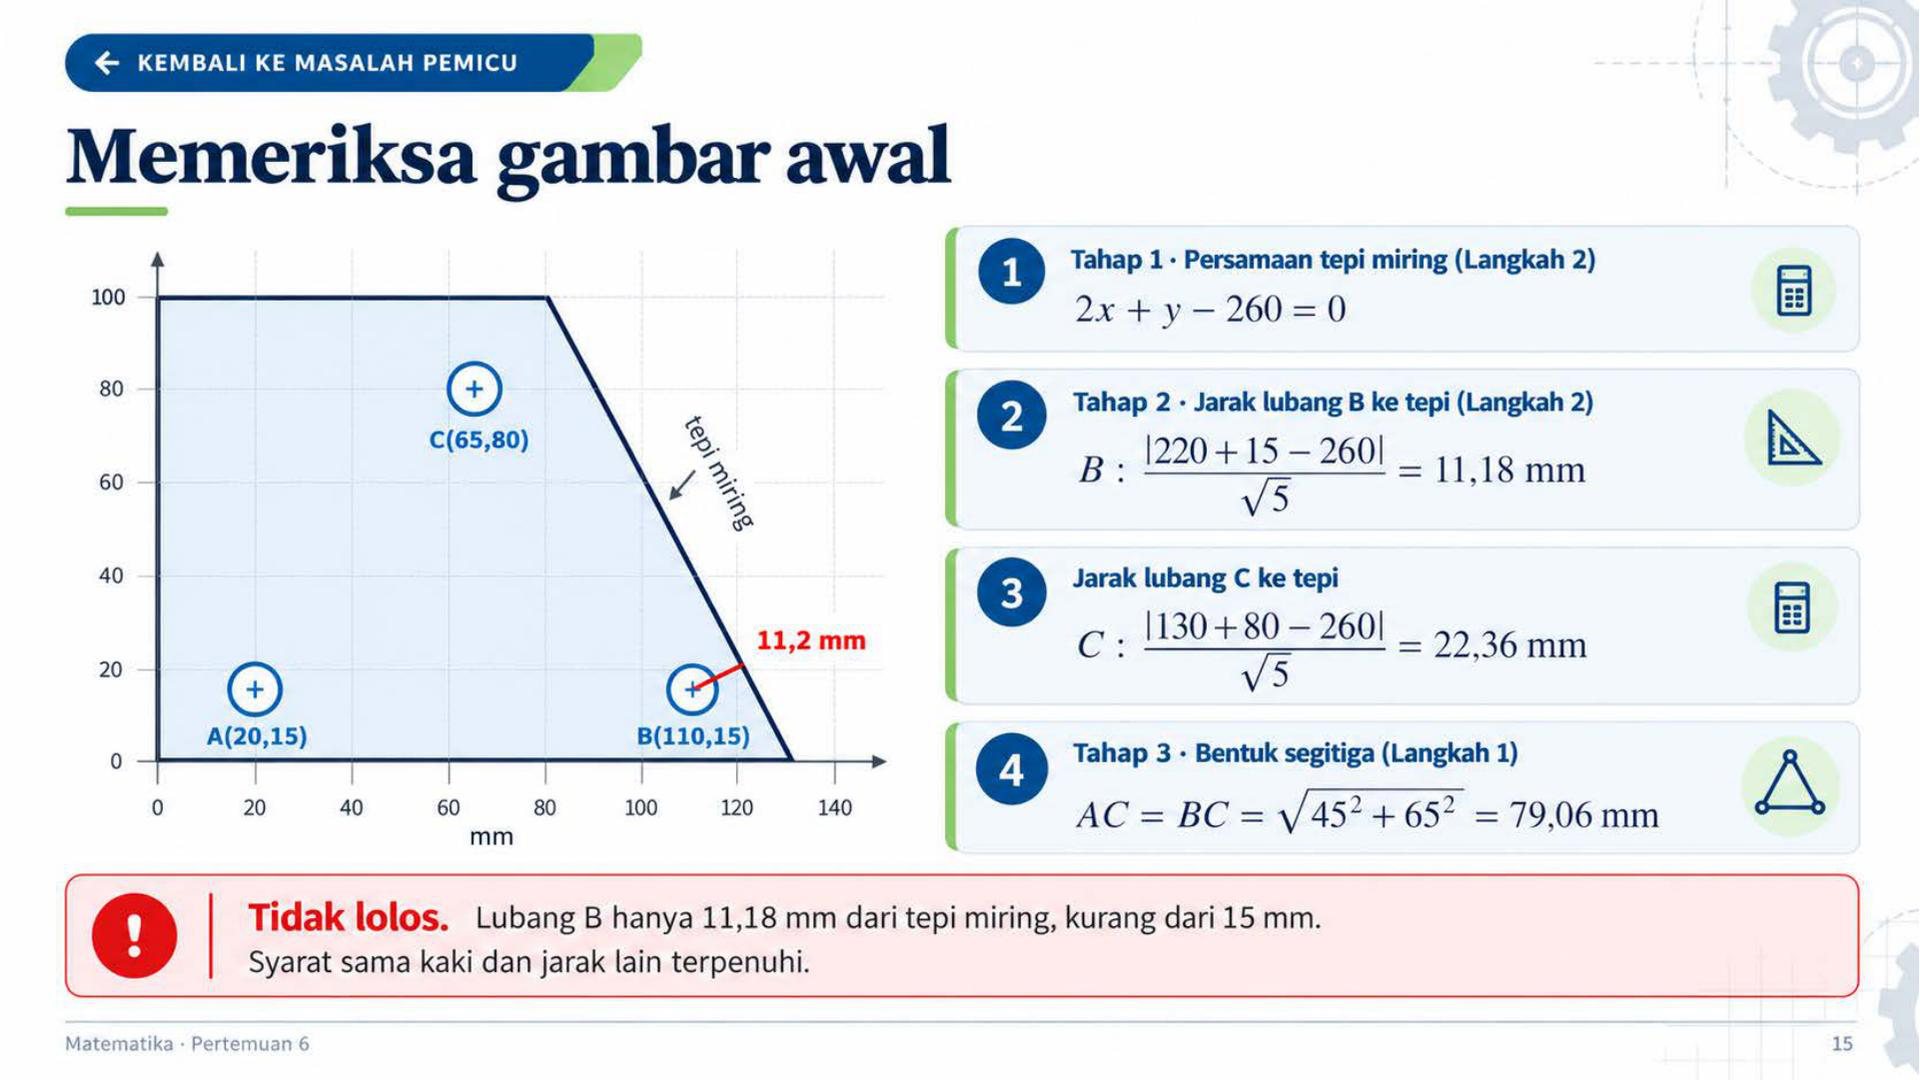 ← KEMBALI KE MASALAH PEMICU
Memeriksa gambar awal
100
80
60
40
20
0
0 20 40 60 80 100 120 140
mm
C(65,80)
tepi miring
11,2 mm
A(20,15)
B(110,15)
1
Tahap 1 · Persamaan tepi miring (Langkah 2)
2x + y − 260 = 0
2
Tahap 2 · Jarak lubang B ke tepi (Langkah 2)
B : |220 + 15 − 260| / √5 = 11,18 mm
3
Jarak lubang C ke tepi
C : |130 + 80 − 260| / √5 = 22,36 mm
4
Tahap 3 · Bentuk segitiga (Langkah 1)
AC = BC = √(45² + 65²) = 79,06 mm
!
Tidak lolos. Lubang B hanya 11,18 mm dari tepi miring, kurang dari 15 mm.
Syarat sama kaki dan jarak lain terpenuhi.
Matematika · Pertemuan 6
15